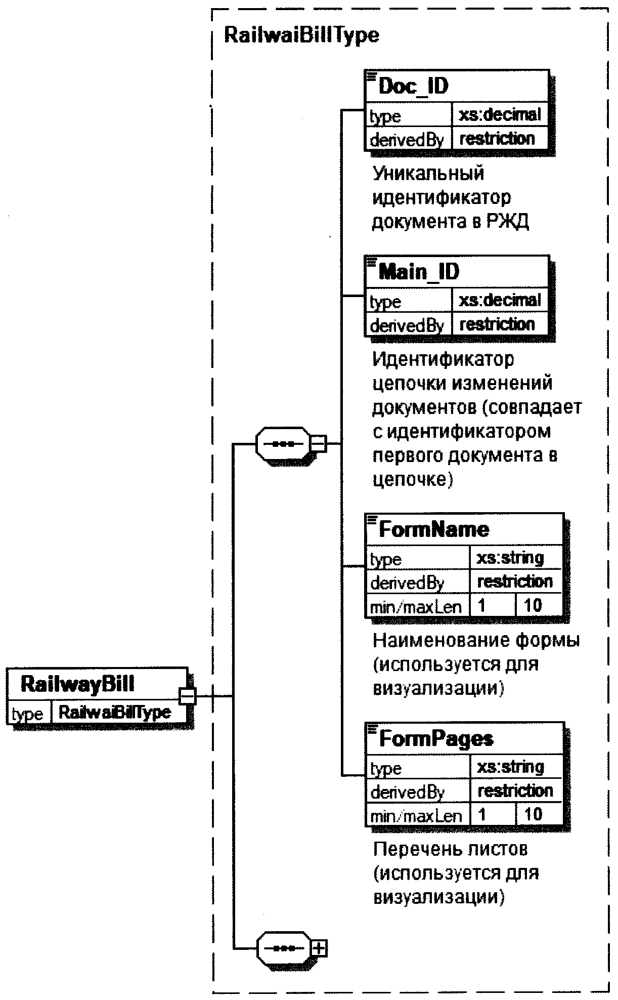 RailwaiBillType
Doc_ID
type xs:decimal
derivedBy restriction
Уникальный
идентификатор
документа в РЖД
Main_ID
type xs:decimal
derivedBy restriction
Идентификатор
цепочки изменений
документов (совпадает
с идентификатором
первого документа в
цепочке)
FormName
type xs:string
derivedBy restriction
min/maxLen 1 10
Наименование формы
(используется для
визуализации)
RailwayBill
type RailwaiBillType
FormPages
type xs:string
derivedBy restriction
min/maxLen 1 10
Перечень листов
(используется для
визуализации)